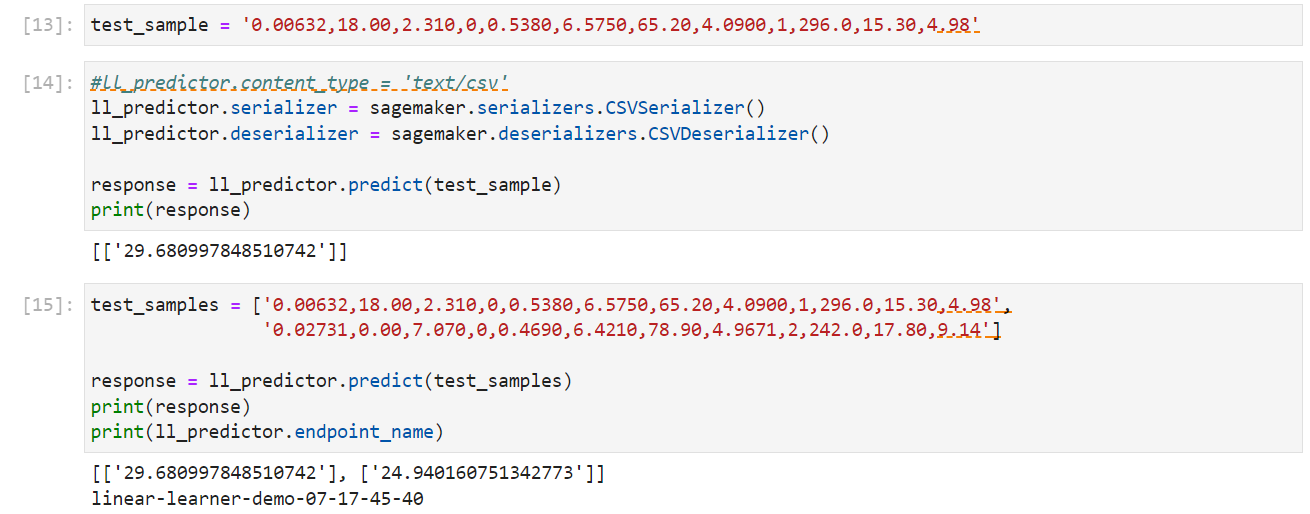 [13]: test_sample = '0.00632,18.00,2.310,0,0.5380,6.5750,65.20,4.0900,1,296.0,15.30,4.98'
[14]: #ll_predictor.content_type = 'text/csv'
ll_predictor.serializer = sagemaker.serializers.CSVSerializer()
ll_predictor.deserializer = sagemaker.deserializers.CSVDeserializer()
response = ll_predictor.predict(test_sample)
print(response)
[['29.680997848510742']]
[15]: test_samples = ['0.00632,18.00,2.310,0,0.5380,6.5750,65.20,4.0900,1,296.0,15.30,4.98',
'0.02731,0.00,7.070,0,0.4690,6.4210,78.90,4.9671,2,242.0,17.80,9.14']
response = ll_predictor.predict(test_samples)
print(response)
print(ll_predictor.endpoint_name)
[['29.680997848510742'], ['24.940160751342773']]
linear-learner-demo-07-17-45-40